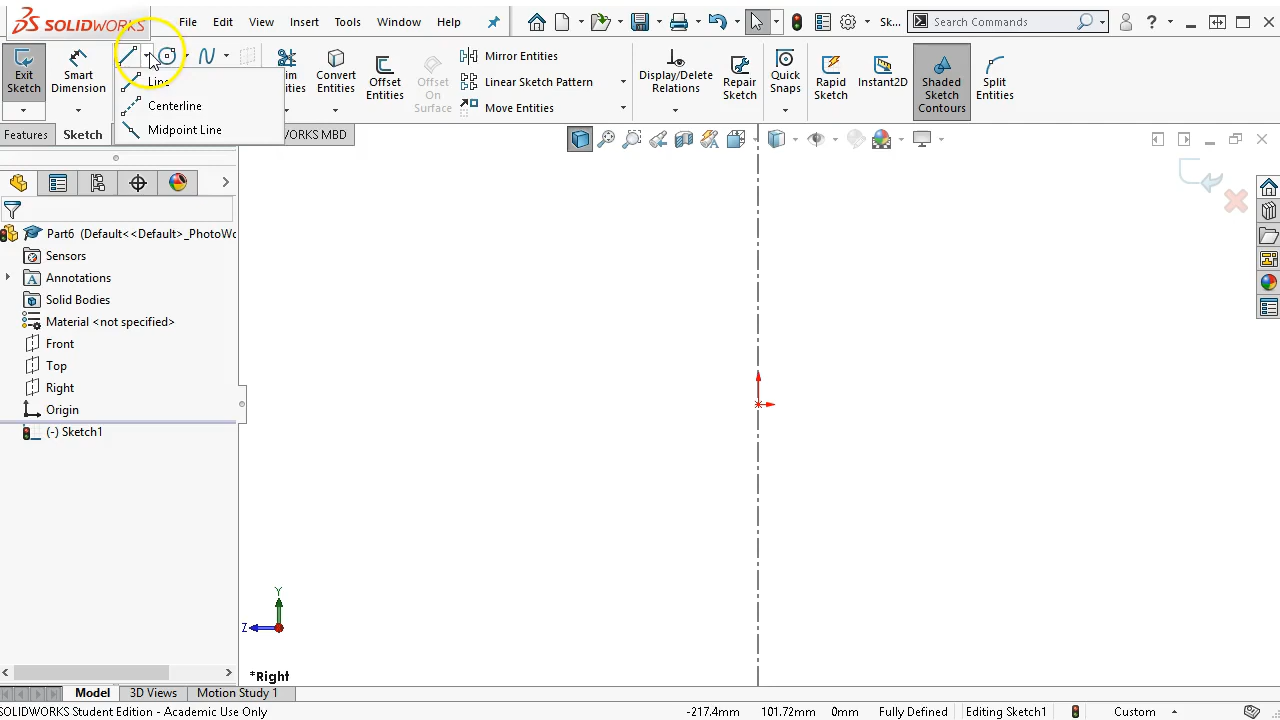 SOLIDWORKS File Edit View Insert Tools Window Help Sk... Search Commands
Exit Sketch
Smart Dimension
Convert Entities
Offset Entities
Offset On Surface
Mirror Entities
Linear Sketch Pattern
Move Entities
Display/Delete Relations
Repair Sketch
Quick Snaps
Rapid Sketch
Instant2D
Shaded Sketch Contours
Split Entities
Centerline
Midpoint Line
Features Sketch WORKS MBD
Part6 (Default<<Default>_PhotoWo
Sensors
Annotations
Solid Bodies
Material <not specified>
Front
Top
Right
Origin
(-) Sketch1
Y
Z
*Right
Model 3D Views Motion Study 1
SOLIDWORKS Student Edition - Academic Use Only -217.4mm 101.72mm 0mm Fully Defined Editing Sketch1 Custom